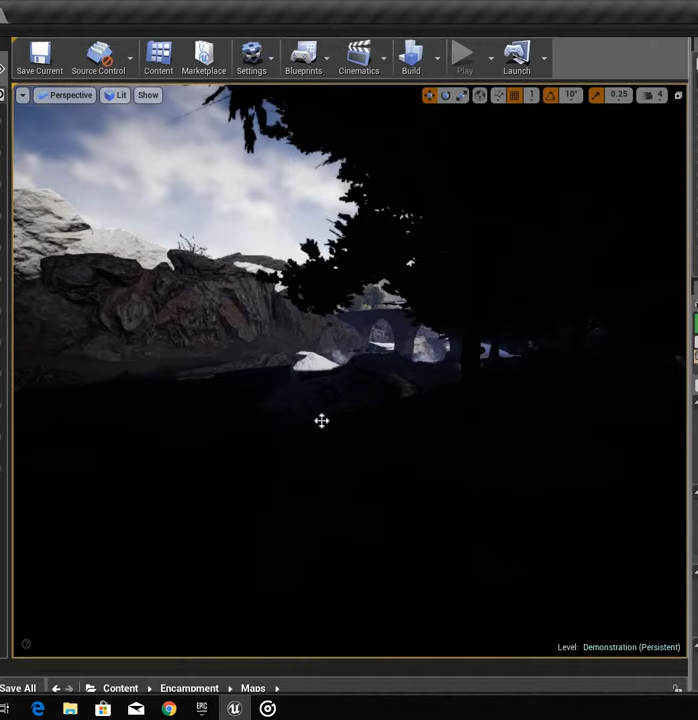 Save Current Source Control Content Marketplace Settings Blueprints Cinematics Build Play Launch
Perspective Lit Show 1 10° 0.25 4
Level: Demonstration (Persistent)
Save All Content Encampment Maps
EPIC